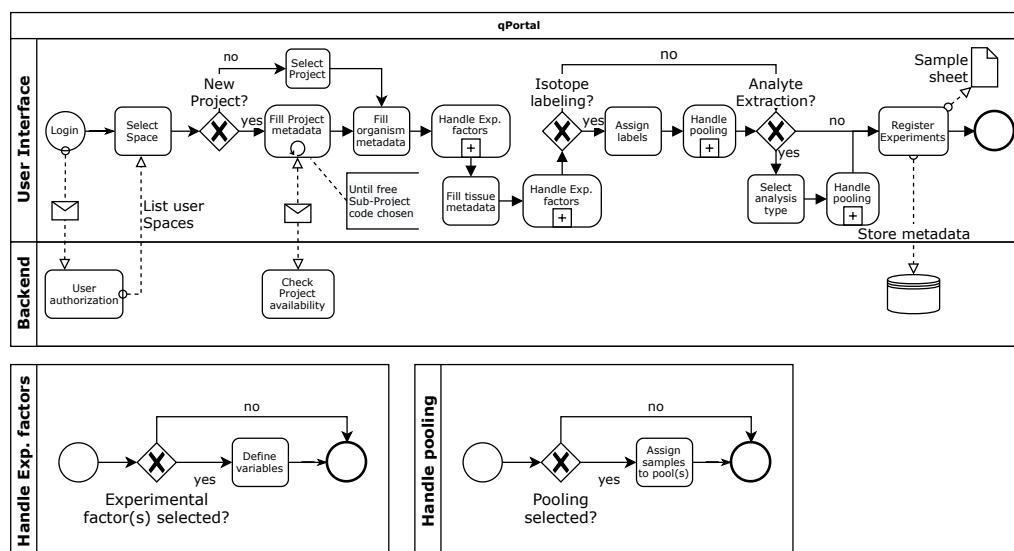 qPortal
User Interface
Login
Select
Space
New
Project?
no
yes
Select
Project
Fill Project
metadata
Fill
organism
metadata
Handle Exp.
factors
Until free
Sub-Project
code chosen
Fill tissue
metadata
Handle Exp.
factors
Isotope
labeling?
no
yes
Assign
labels
Handle
pooling
Analyte
Extraction?
no
yes
Select
analysis
type
Handle
pooling
Register
Experiments
Sample
sheet
List user
Spaces
Store metadata
Backend
User
authorization
Check
Project
availability
Handle Exp. factors
no
yes
Define
variables
Experimental
factor(s) selected?
Handle pooling
no
yes
Assign
samples
to pool(s)
Pooling
selected?